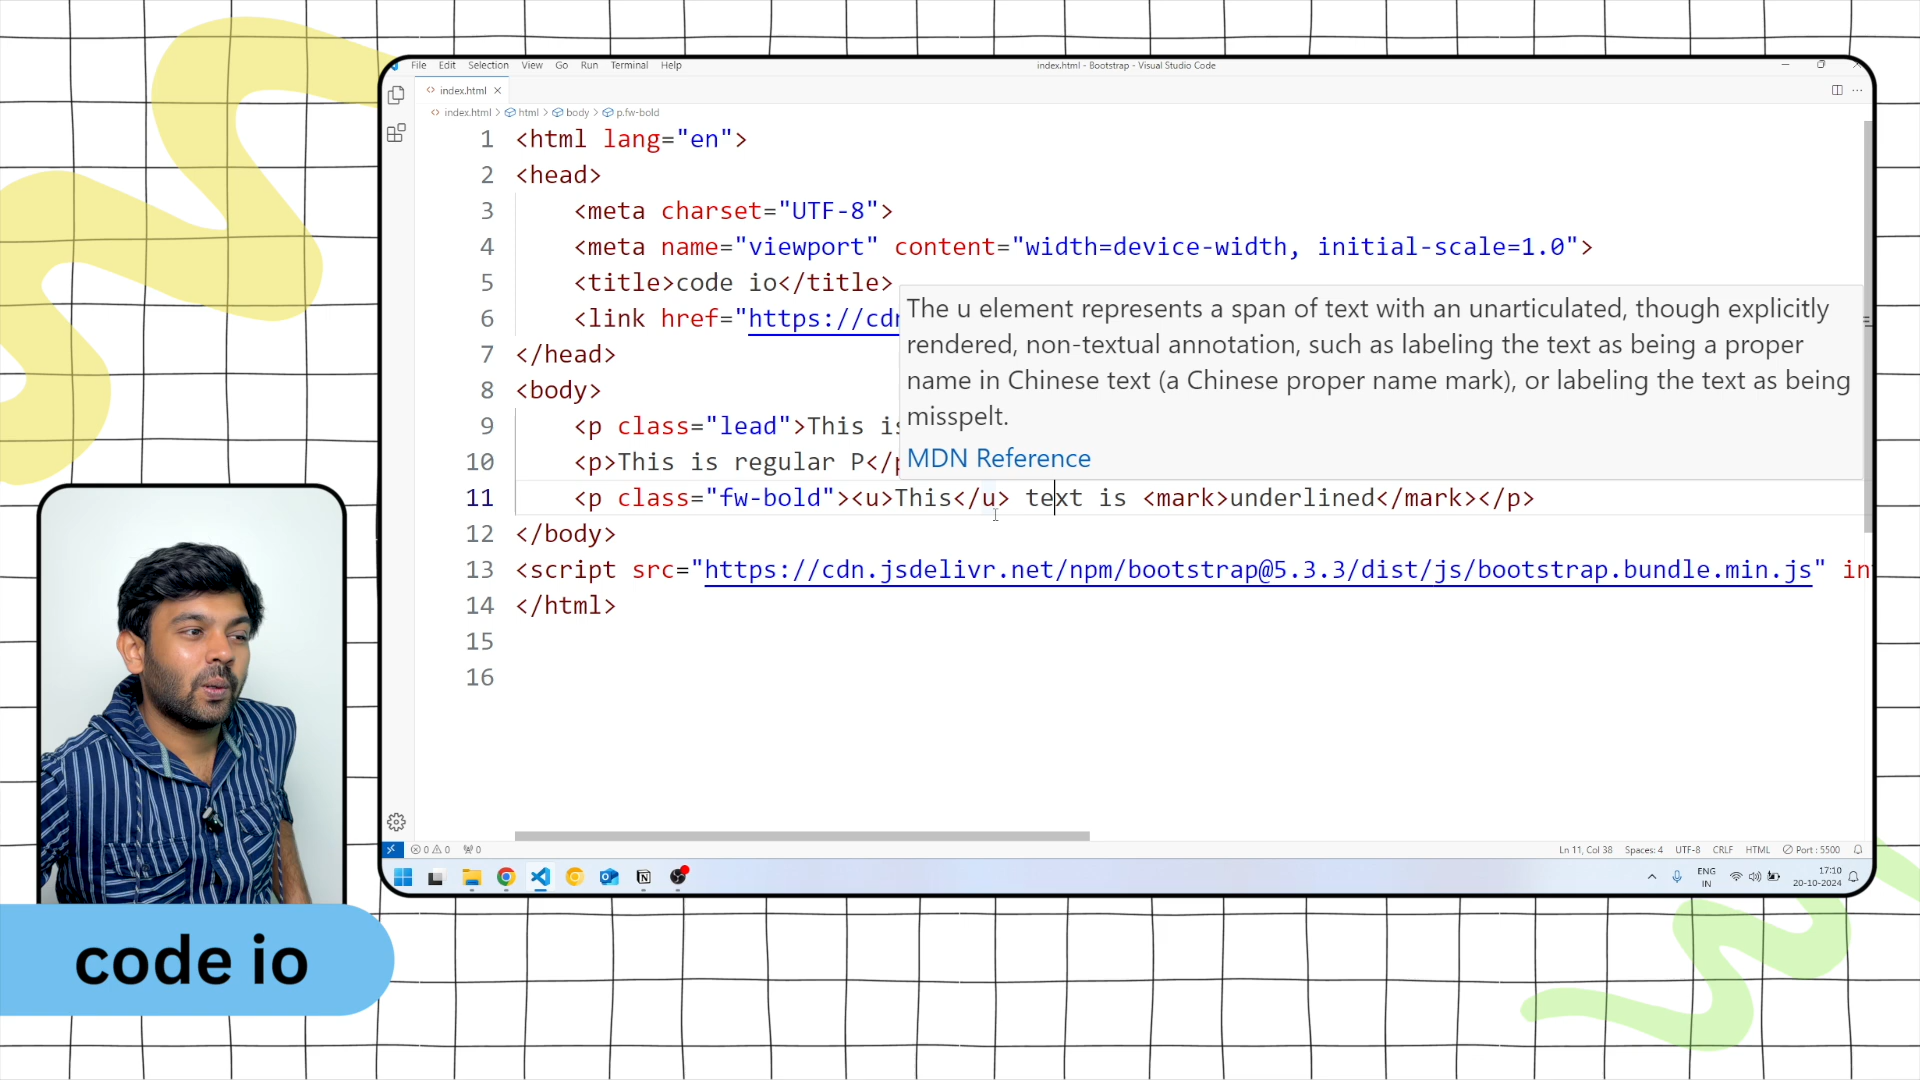 File Edit Selection View Go Run Terminal Help
index.html - Bootstrap - Visual Studio Code
index.html
index.html > html > body > p.fw-bold
1 <html lang="en">
2 <head>
3 <meta charset="UTF-8">
4 <meta name="viewport" content="width=device-width, initial-scale=1.0">
5 <title>code io</title>
6 <link href="https://cdn
7 </head>
8 <body>
9 <p class="lead">This is
10 <p>This is regular P</p
11 <p class="fw-bold"><u>This</u> text is <mark>underlined</mark></p>
12 </body>
13 <script src="https://cdn.jsdelivr.net/npm/bootstrap@5.3.3/dist/js/bootstrap.bundle.min.js" in
14 </html>
15
16
The u element represents a span of text with an unarticulated, though explicitly
rendered, non-textual annotation, such as labeling the text as being a proper
name in Chinese text (a Chinese proper name mark), or labeling the text as being
misspelt.
MDN Reference
0 0 0
Ln 11, Col 38 Spaces: 4 UTF-8 CRLF HTML Port : 5500
ENG
IN
17:10
20-10-2024
code io